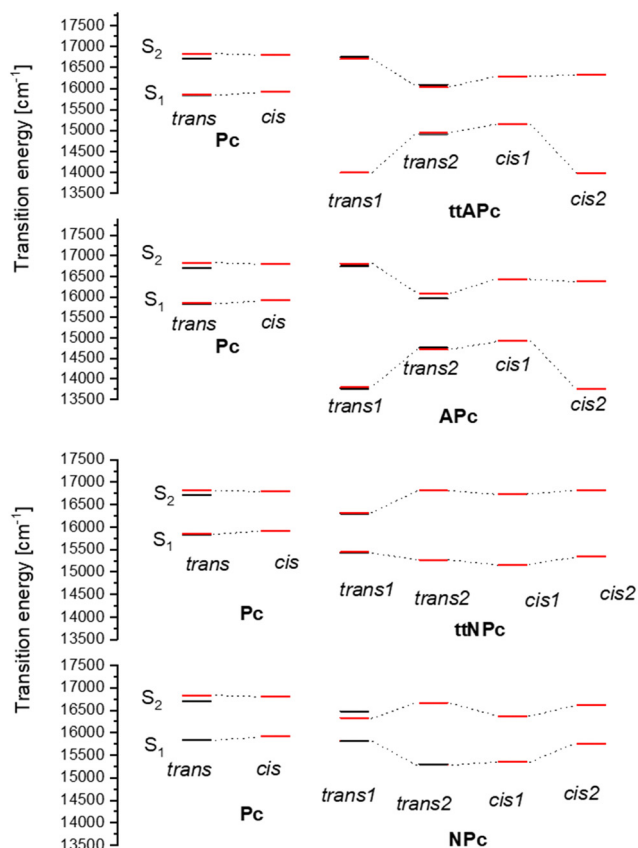 Transition energy [cm⁻¹]
17500
17000
16500
16000
15500
15000
14500
14000
13500
S₂
S₁
trans
cis
Pc
trans1
trans2
cis1
cis2
ttAPc
17500
17000
16500
16000
15500
15000
14500
14000
13500
S₂
S₁
trans
cis
Pc
trans1
trans2
cis1
cis2
APc
Transition energy [cm⁻¹]
17500
17000
16500
16000
15500
15000
14500
14000
13500
S₂
S₁
trans
cis
Pc
trans1
trans2
cis1
cis2
ttNPc
17500
17000
16500
16000
15500
15000
14500
14000
13500
S₂
S₁
trans
cis
Pc
trans1
trans2
cis1
cis2
NPc